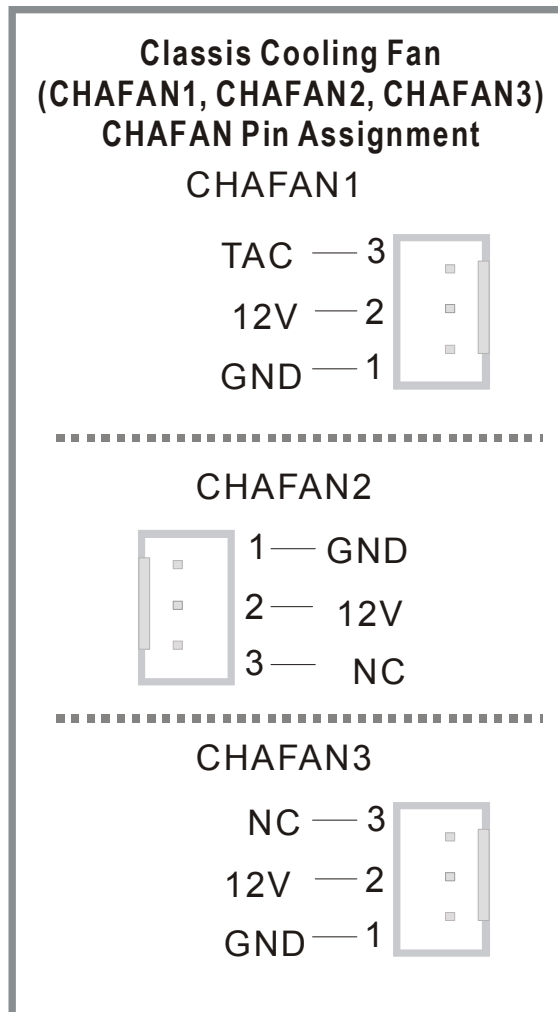 Classis Cooling Fan
(CHAFAN1, CHAFAN2, CHAFAN3)
CHAFAN Pin Assignment
CHAFAN1
TAC 3
12V 2
GND 1
CHAFAN2
1 GND
2 12V
3 NC
CHAFAN3
NC 3
12V 2
GND 1